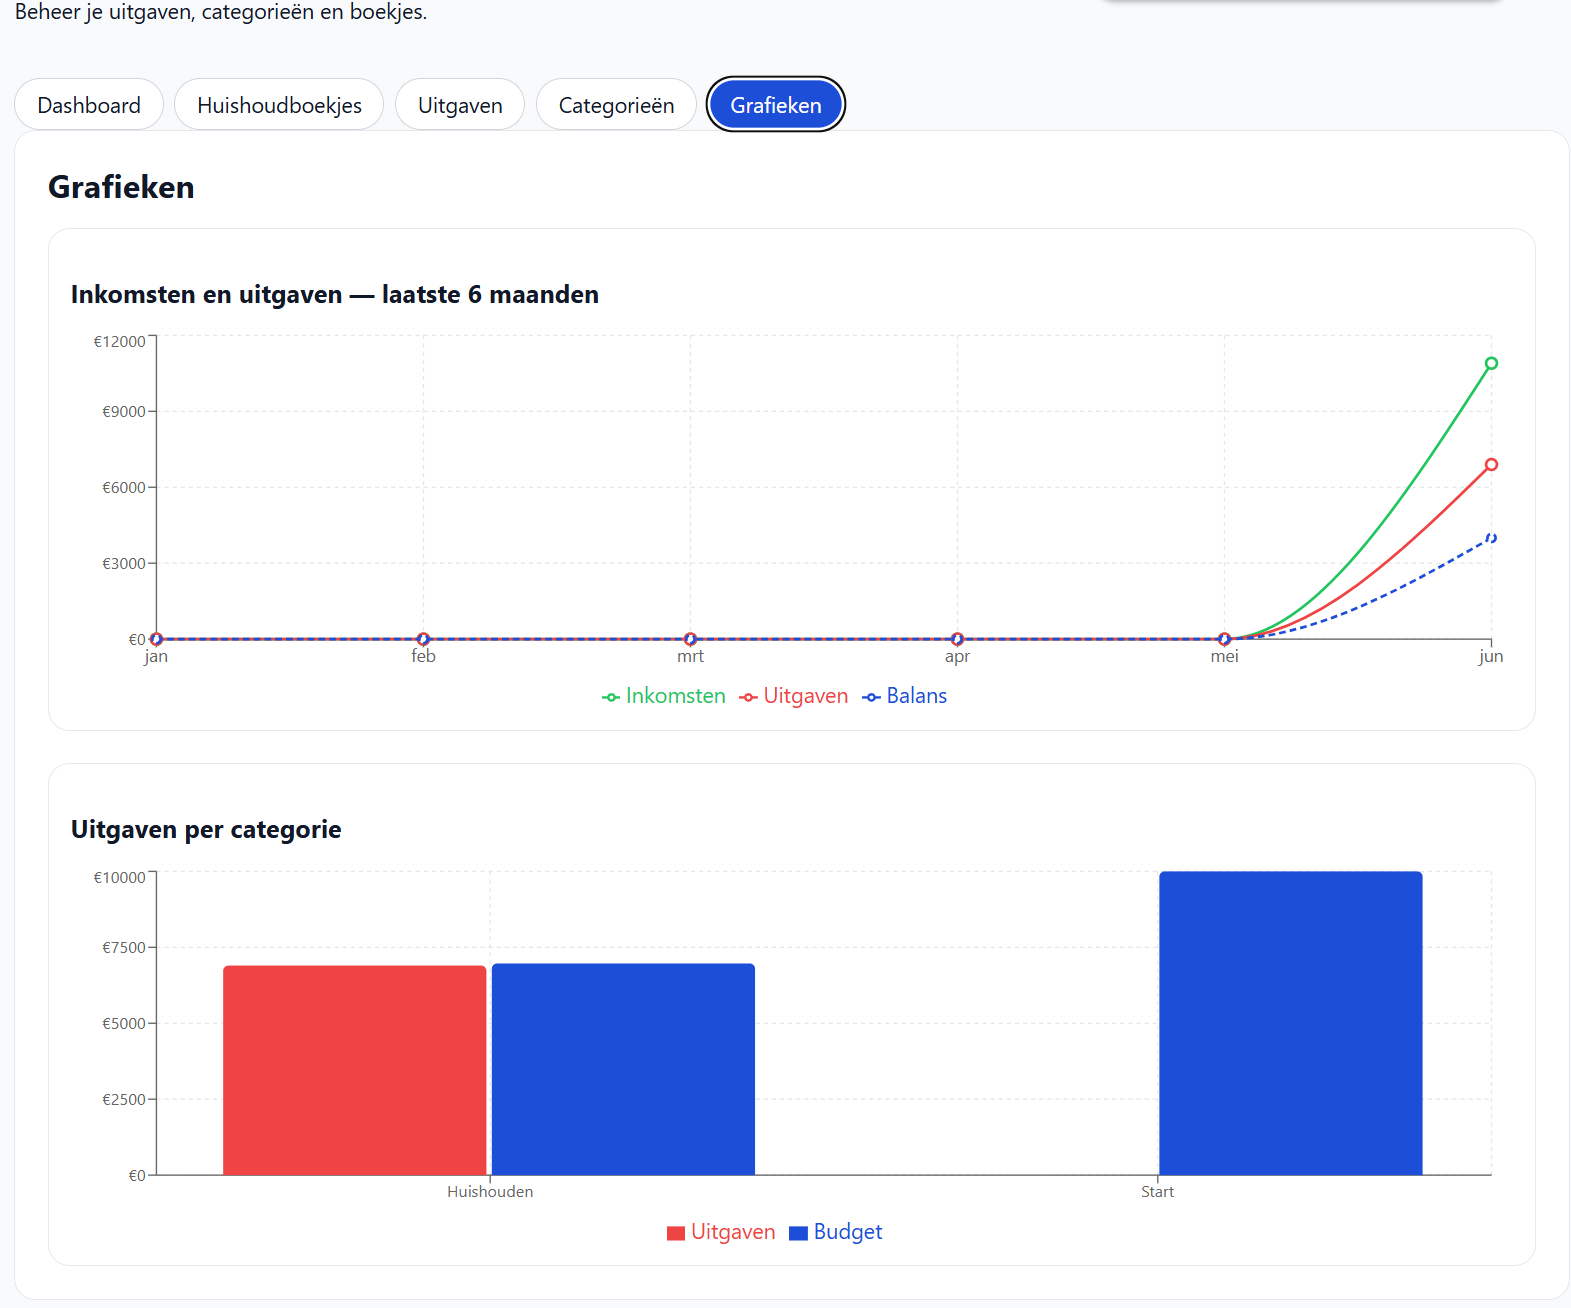 Beheer je uitgaven, categorieën en boekjes.
Dashboard
Huishoudboekjes
Uitgaven
Categorieën
Grafieken
Grafieken
Inkomsten en uitgaven — laatste 6 maanden
€12000
€9000
€6000
€3000
€0
jan feb mrt apr mei jun
Inkomsten Uitgaven Balans
Uitgaven per categorie
€10000
€7500
€5000
€2500
€0
Huishouden Start
Uitgaven Budget